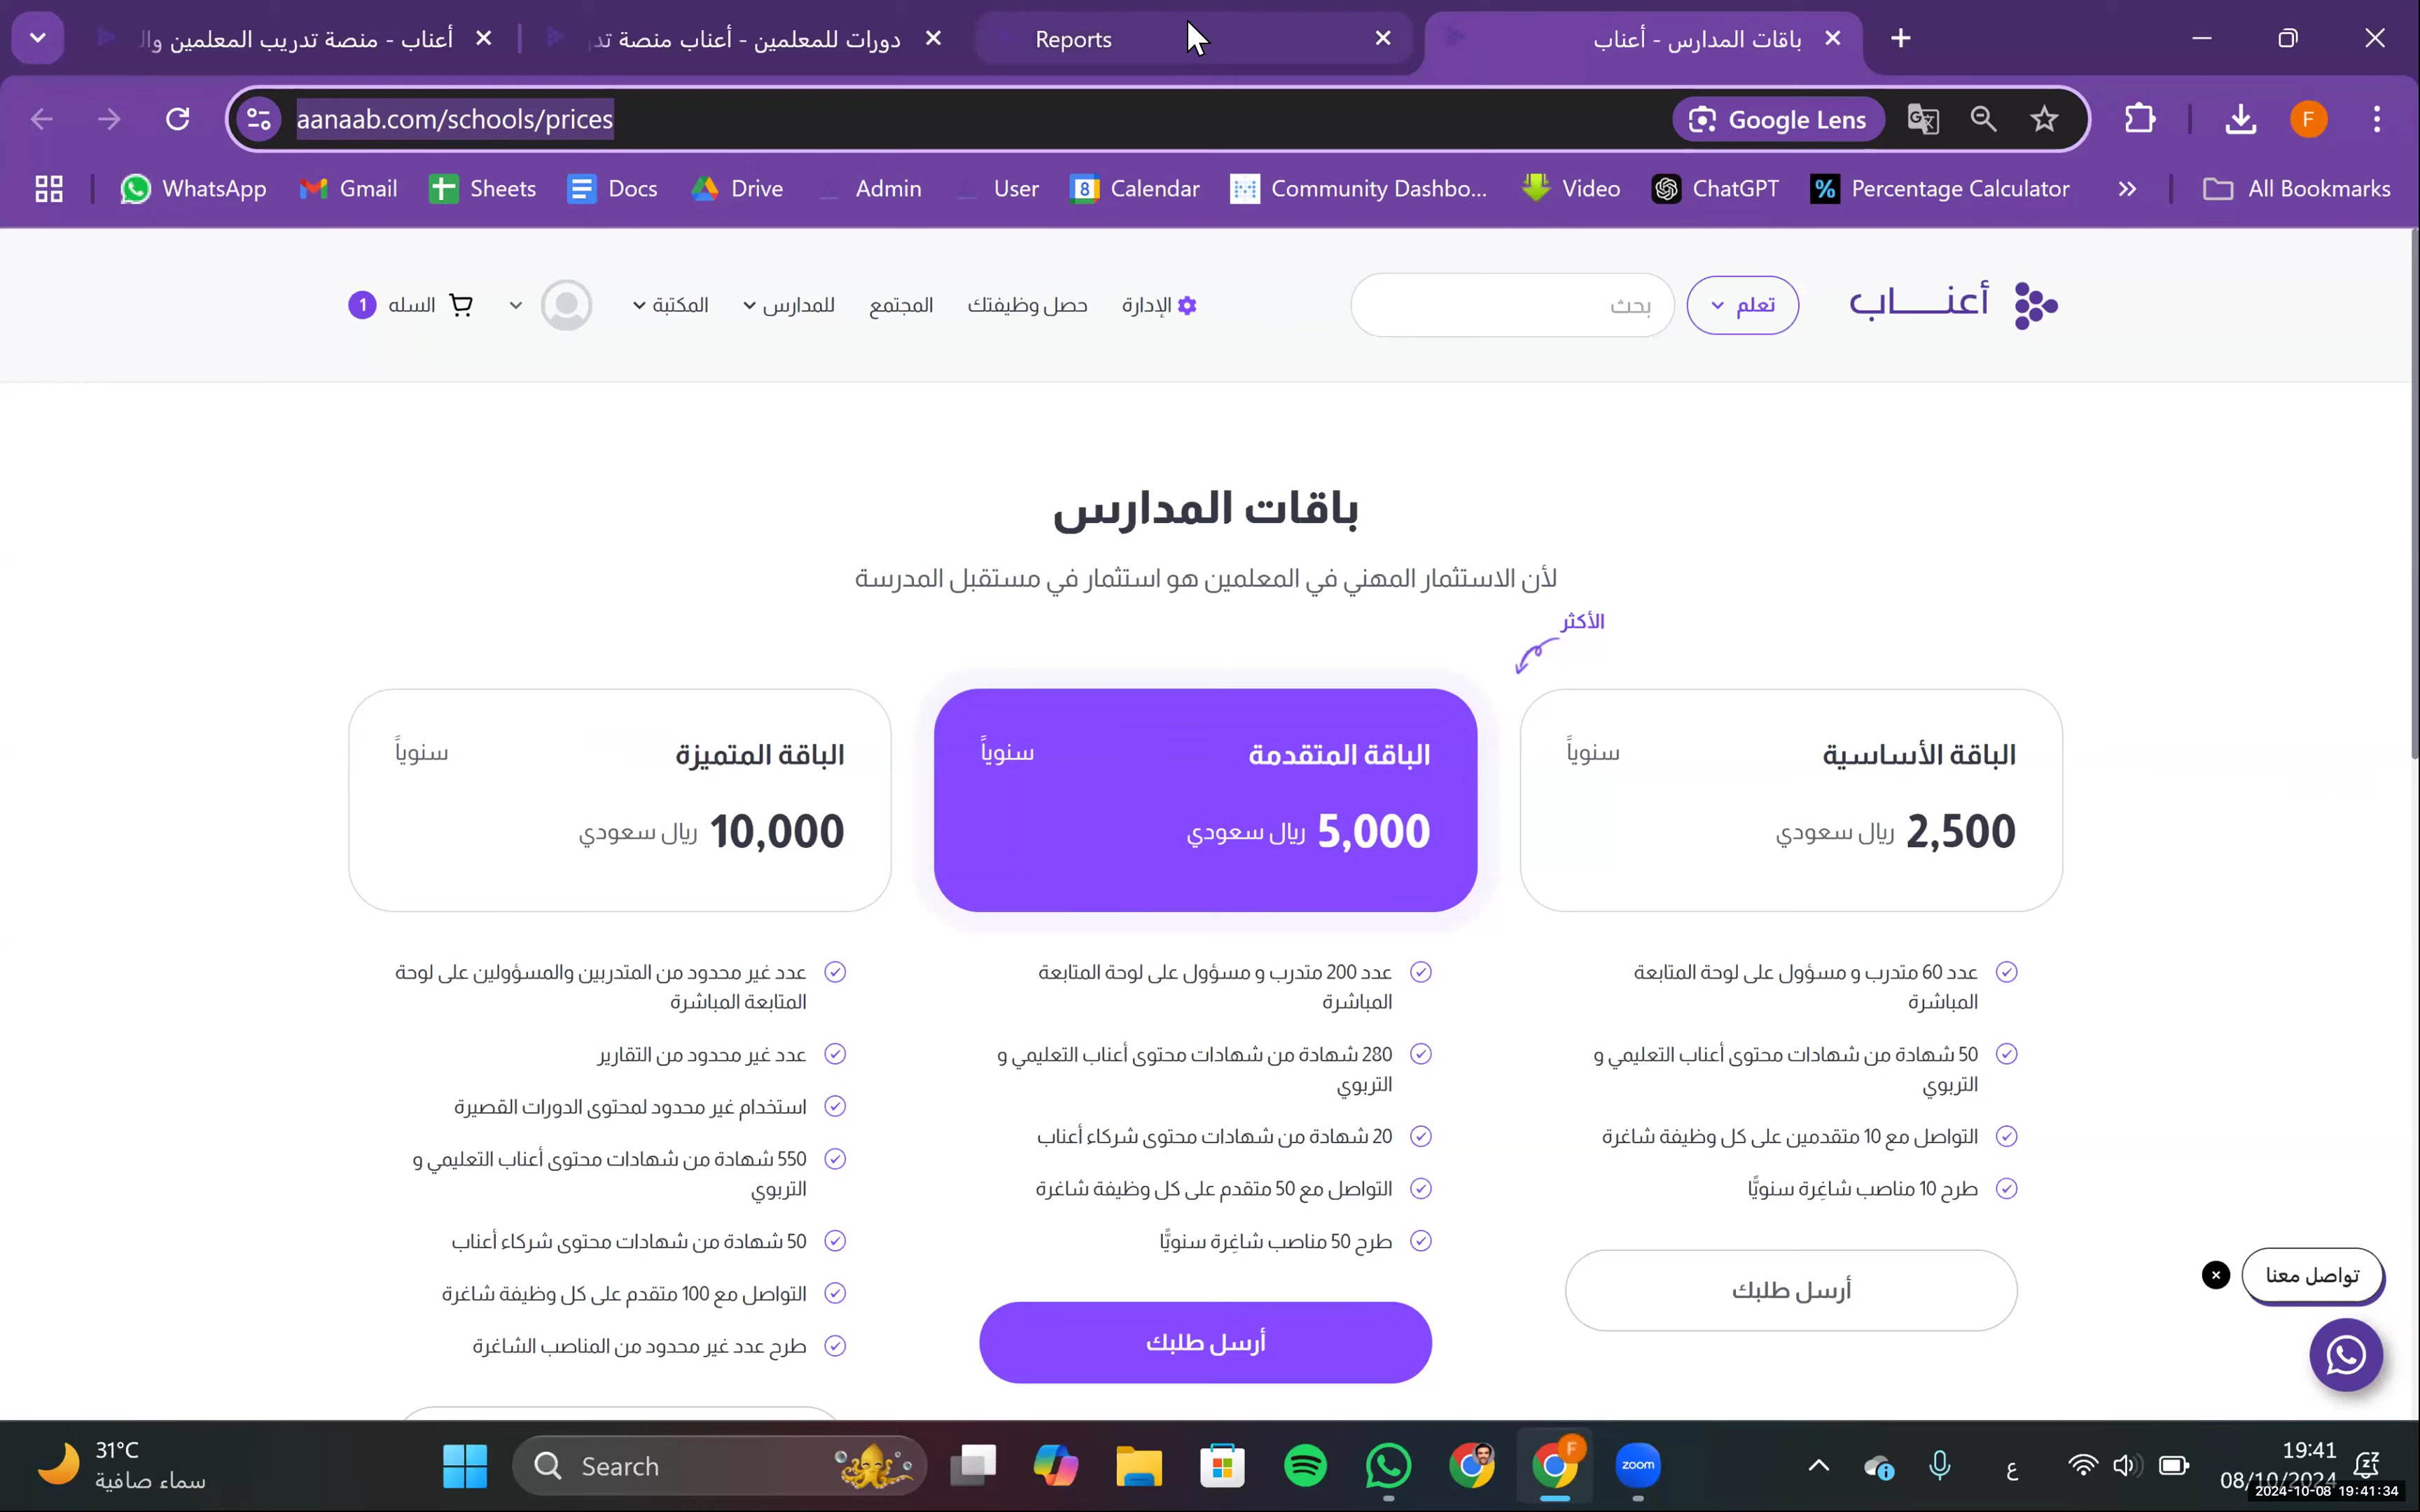 أعناب - منصة تدريب المعلمين وال
دورات للمعلمين - أعناب منصة تد
Reports
باقات المدارس - أعناب
aanaab.com/schools/prices
Google Lens
F
WhatsApp
Gmail
Sheets
Docs
Drive
Admin
User
Calendar
Community Dashbo...
Video
ChatGPT
Percentage Calculator
All Bookmarks
أعنـــــاب
تعلم
بحث
الإدارة
حصل وظيفتك
المجتمع
للمدارس
المكتبة
السله
1
باقات المدارس
لأن الاستثمار المهني في المعلمين هو استثمار في مستقبل المدرسة
الأكثر
الباقة الأساسية
سنوياً
2,500 ريال سعودي
عدد 60 متدرب و مسؤول على لوحة المتابعة
المباشرة
50 شهادة من شهادات محتوى أعناب التعليمي و
التربوي
التواصل مع 10 متقدمين على كل وظيفة شاغرة
طرح 10 مناصب شاغِرة سنويًّا
أرسل طلبك
الباقة المتقدمة
سنوياً
5,000 ريال سعودي
عدد 200 متدرب و مسؤول على لوحة المتابعة
المباشرة
280 شهادة من شهادات محتوى أعناب التعليمي و
التربوي
20 شهادة من شهادات محتوى شركاء أعناب
التواصل مع 50 متقدم على كل وظيفة شاغرة
طرح 50 مناصب شاغِرة سنويًّا
أرسل طلبك
الباقة المتميزة
سنوياً
10,000 ريال سعودي
عدد غير محدود من المتدربين والمسؤولين على لوحة
المتابعة المباشرة
عدد غير محدود من التقارير
استخدام غير محدود لمحتوى الدورات القصيرة
550 شهادة من شهادات محتوى أعناب التعليمي و
التربوي
50 شهادة من شهادات محتوى شركاء أعناب
التواصل مع 100 متقدم على كل وظيفة شاغرة
طرح عدد غير محدود من المناصب الشاغرة
تواصل معنا
31°C
سماء صافية
Search
F
zoom
ع
19:41
08/10/2024
2024-10-08 19:41:34